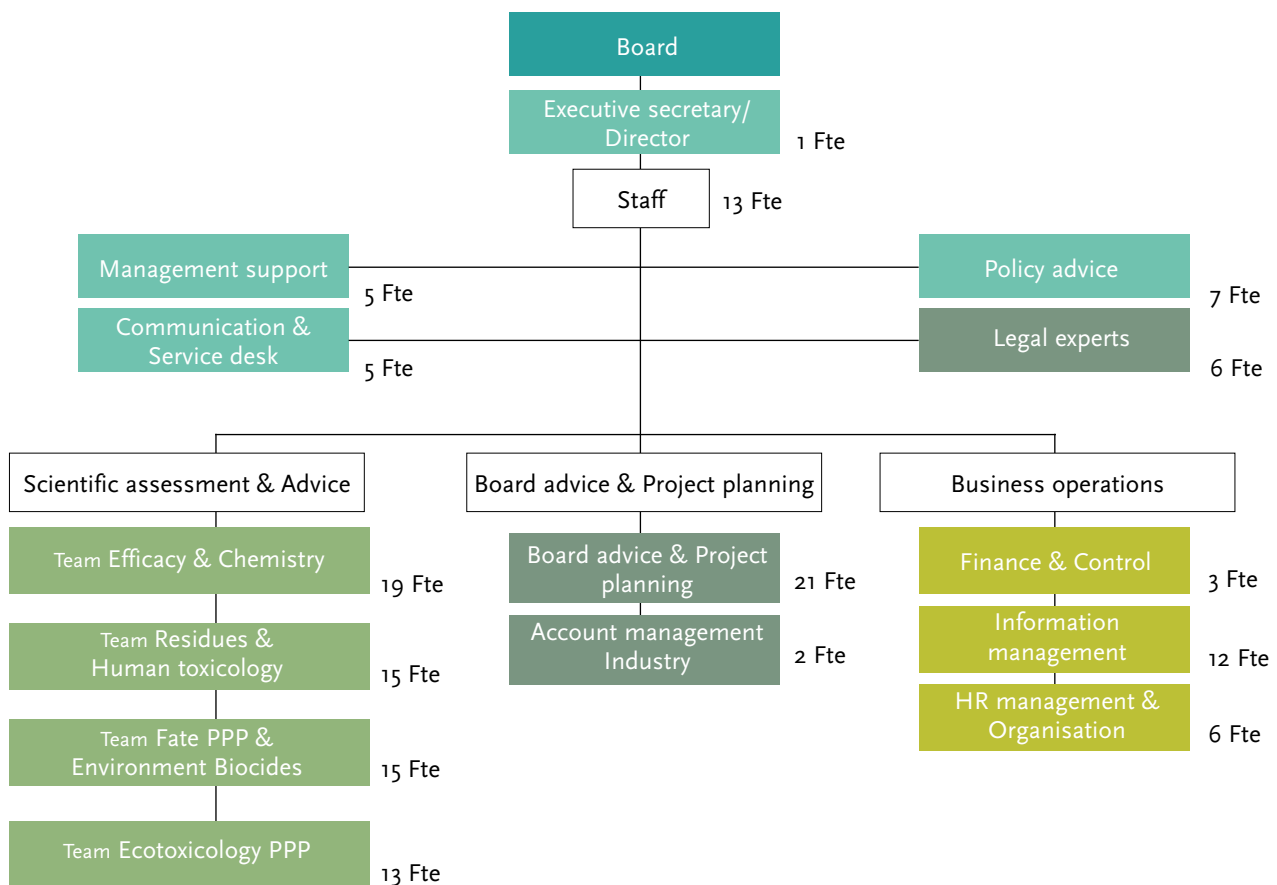 Board
Executive secretary/
Director
1 Fte
Staff
13 Fte
Management support
5 Fte
Policy advice
7 Fte
Communication &
Service desk
5 Fte
Legal experts
6 Fte
Scientific assessment & Advice
Board advice & Project planning
Business operations
Team Efficacy & Chemistry
19 Fte
Team Residues &
Human toxicology
15 Fte
Team Fate PPP &
Environment Biocides
15 Fte
Team Ecotoxicology PPP
13 Fte
Board advice & Project
planning
21 Fte
Account management
Industry
2 Fte
Finance & Control
3 Fte
Information
management
12 Fte
HR management &
Organisation
6 Fte